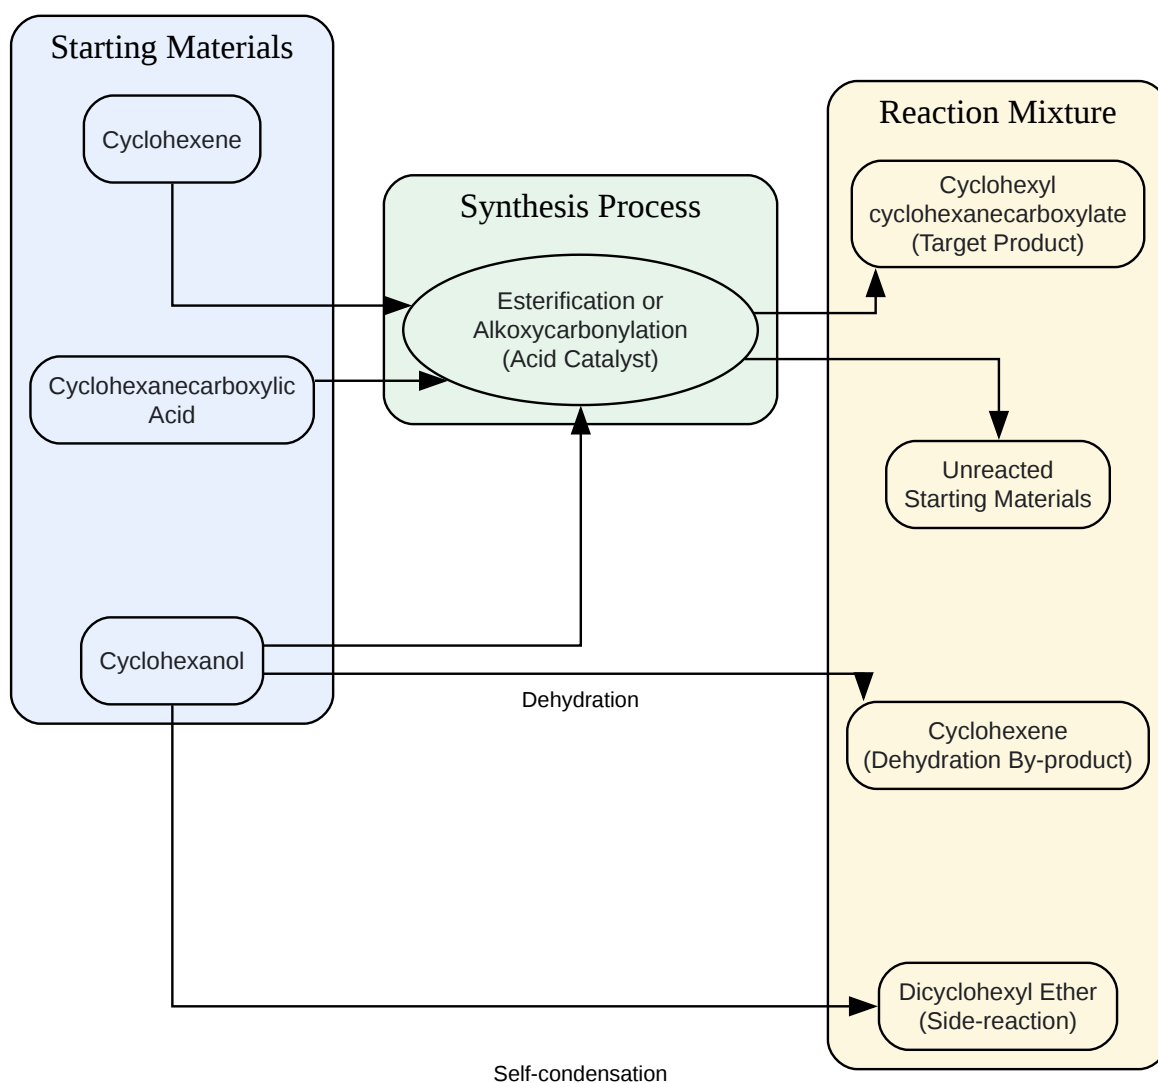 Starting Materials
Cyclohexene
Cyclohexanecarboxylic
Acid
Cyclohexanol
Synthesis Process
Esterification or
Alkoxycarbonylation
(Acid Catalyst)
Dehydration
Self-condensation
Reaction Mixture
Cyclohexyl
cyclohexanecarboxylate
(Target Product)
Unreacted
Starting Materials
Cyclohexene
(Dehydration By-product)
Dicyclohexyl Ether
(Side-reaction)